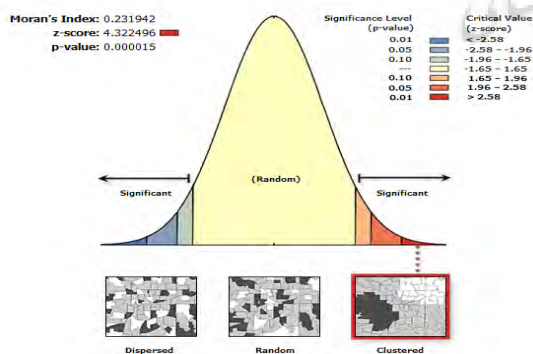 Moran's Index: 0.231942
z-score: 4.322496
p-value: 0.000015
Significance Level
(p-value)
Critical Value
(z-score)
0.01 < -2.58
0.05 -2.58 - -1.96
0.10 -1.96 - -1.65
--- -1.65 - 1.65
0.10 1.65 - 1.96
0.05 1.96 - 2.58
0.01 > 2.58
Significant
(Random)
Significant
Dispersed
Random
Clustered